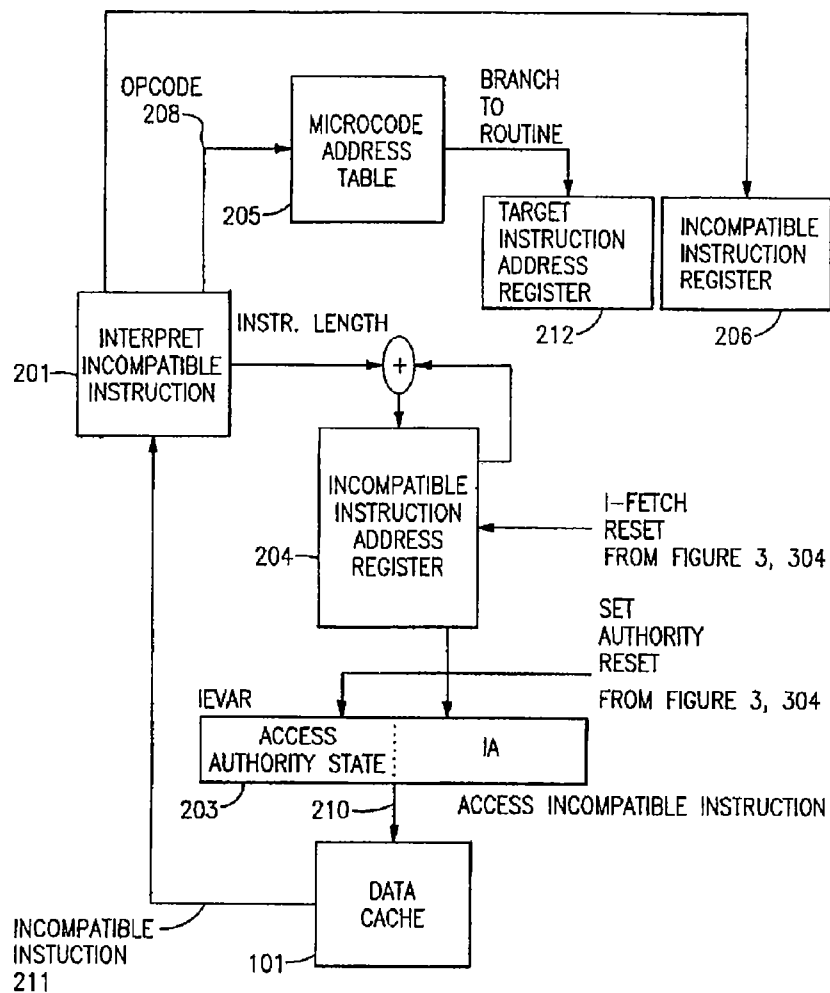 OPCODE
208
MICROCODE
ADDRESS
TABLE
205
BRANCH
TO
ROUTINE
TARGET
INSTRUCTION
ADDRESS
REGISTER
212
INCOMPATIBLE
INSTRUCTION
REGISTER
206
INTERPRET
INCOMPATIBLE
INSTRUCTION
201
INSTR. LENGTH
+
INCOMPATIBLE
INSTRUCTION
ADDRESS
REGISTER
204
I-FETCH
RESET
FROM FIGURE 3, 304
SET
AUTHORITY
RESET
FROM FIGURE 3, 304
IEVAR
ACCESS
AUTHORITY STATE
IA
203
210
ACCESS INCOMPATIBLE INSTRUCTION
DATA
CACHE
101
INCOMPATIBLE
INSTUCTION
211